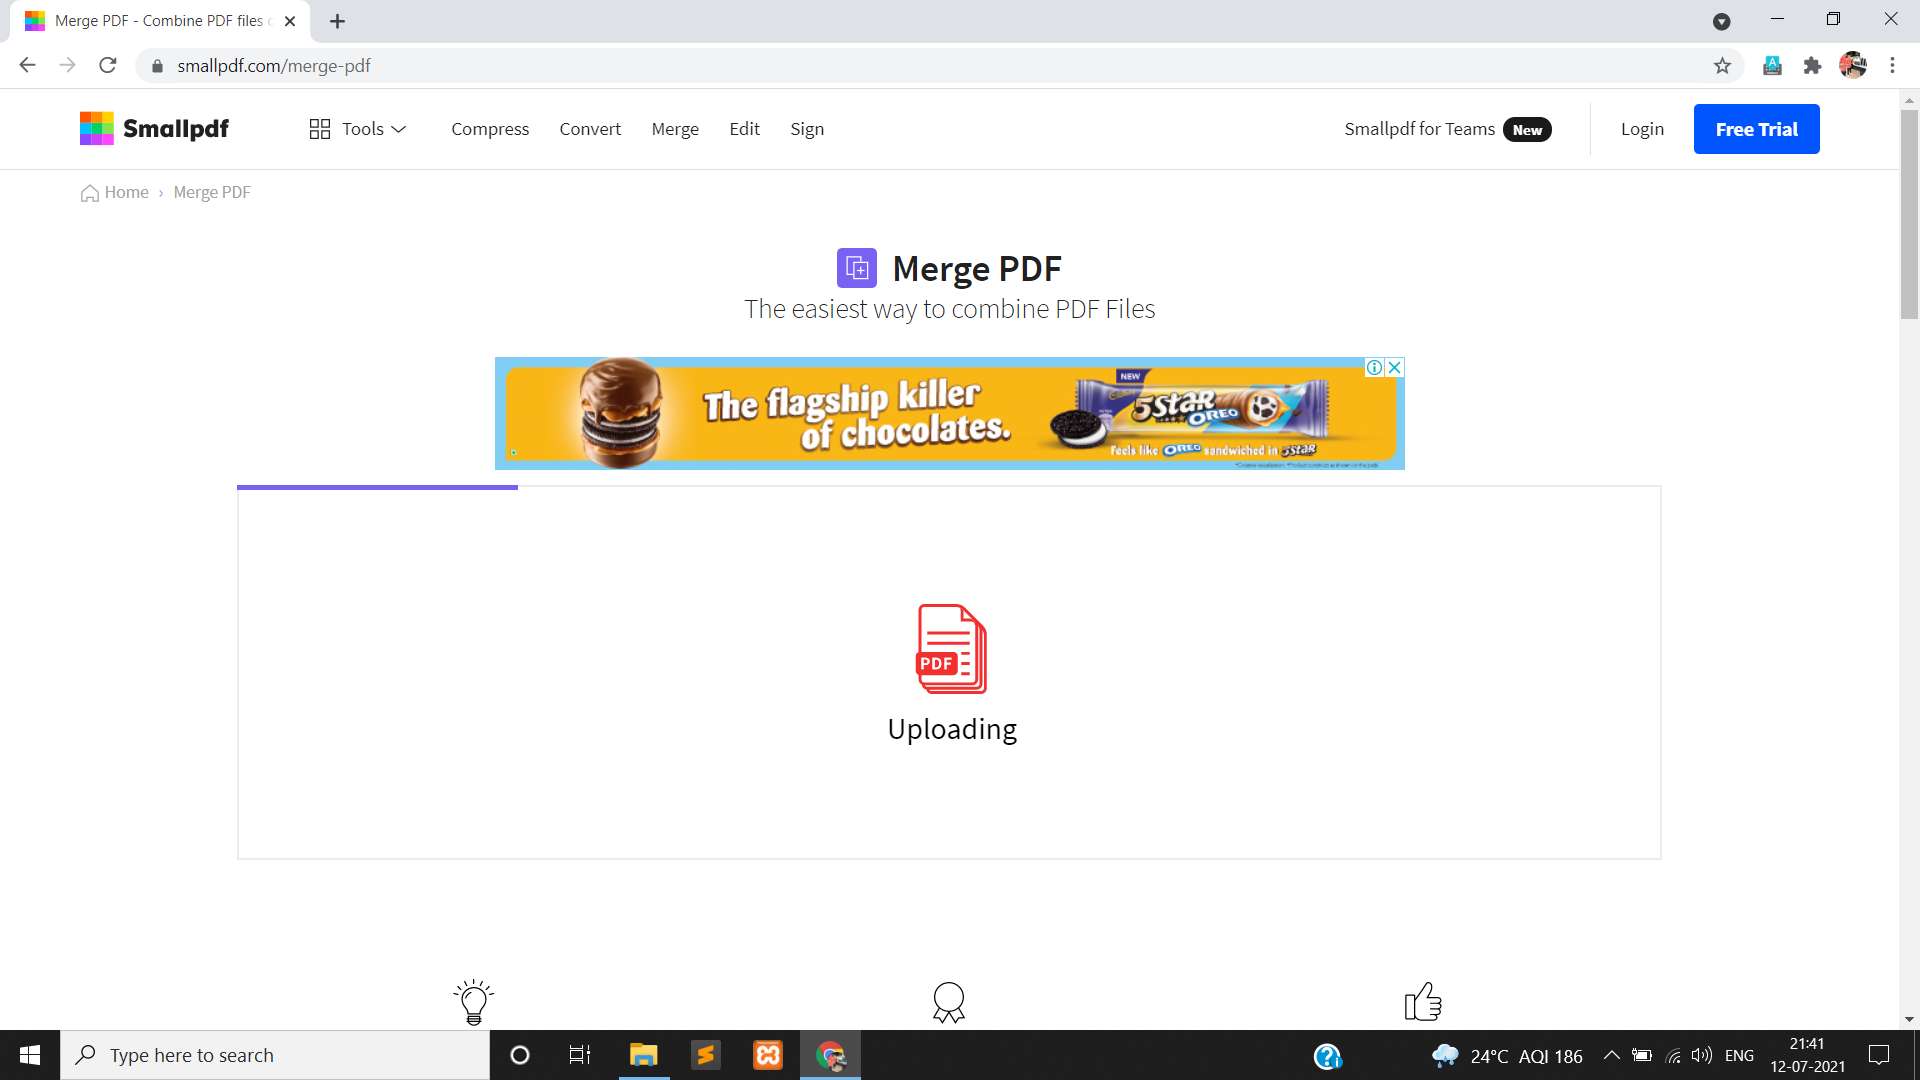 Merge PDF - Combine PDF files
smallpdf.com/merge-pdf
Smallpdf
Tools
Compress
Convert
Merge
Edit
Sign
Smallpdf for Teams
New
Login
Free Trial
Home › Merge PDF
Merge PDF
The easiest way to combine PDF Files
The flagship killer
of chocolates.
NEW
5STAR
OREO
Feels like OREO sandwiched in 5STAR
PDF
Uploading
Type here to search
24°C AQI 186
ENG
21:41
12-07-2021